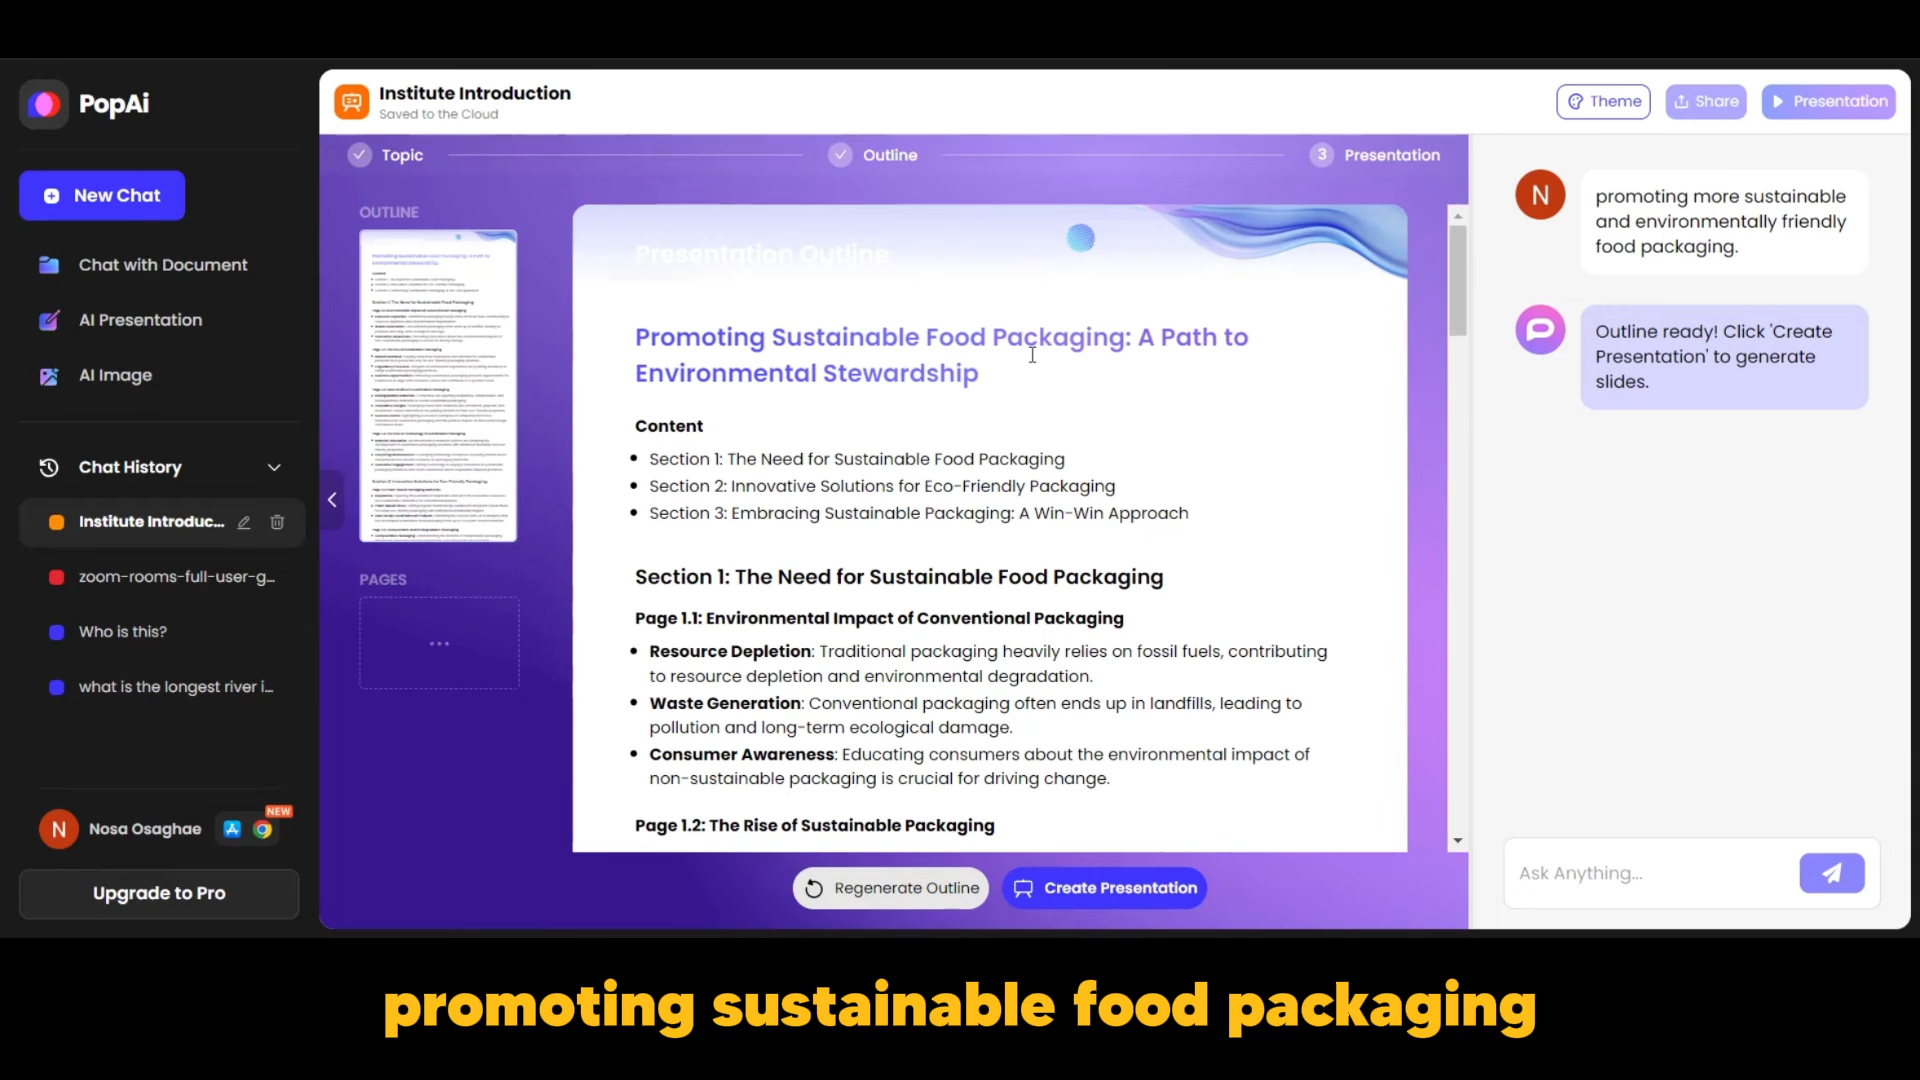 PopAi
New Chat
Chat with Document
AI Presentation
AI Image
Chat History
Institute Introduc...
zoom-rooms-full-user-g...
Who is this?
what is the longest river i...
N
Nosa Osaghae
NEW
Upgrade to Pro
Institute Introduction
Saved to the Cloud
Theme
Share
Presentation
Topic
Outline
3 Presentation
OUTLINE
PAGES
...
Presentation Outline
Promoting Sustainable Food Packaging: A Path to
Environmental Stewardship
Content
• Section 1: The Need for Sustainable Food Packaging
• Section 2: Innovative Solutions for Eco-Friendly Packaging
• Section 3: Embracing Sustainable Packaging: A Win-Win Approach
Section 1: The Need for Sustainable Food Packaging
Page 1.1: Environmental Impact of Conventional Packaging
• Resource Depletion: Traditional packaging heavily relies on fossil fuels, contributing
to resource depletion and environmental degradation.
• Waste Generation: Conventional packaging often ends up in landfills, leading to
pollution and long-term ecological damage.
• Consumer Awareness: Educating consumers about the environmental impact of
non-sustainable packaging is crucial for driving change.
Page 1.2: The Rise of Sustainable Packaging
Regenerate Outline
Create Presentation
N
promoting more sustainable
and environmentally friendly
food packaging.
Outline ready! Click 'Create
Presentation' to generate
slides.
Ask Anything...
promoting sustainable food packaging